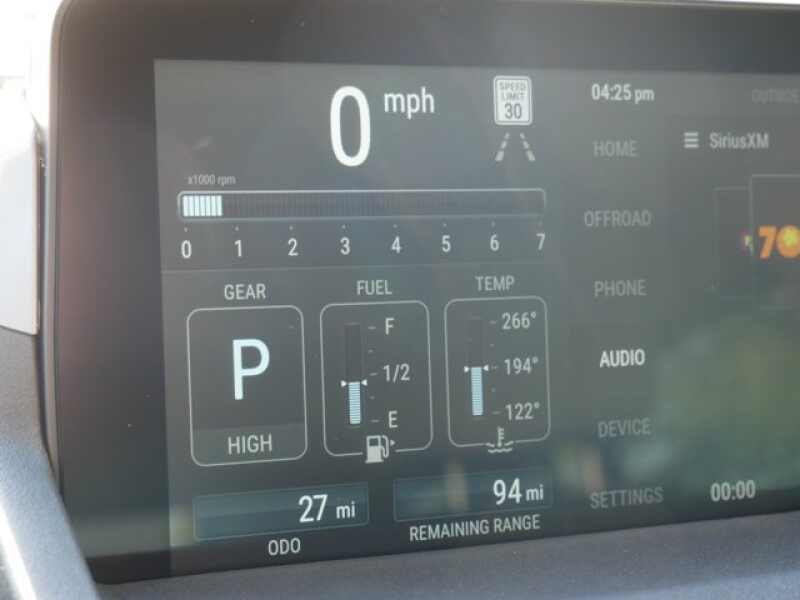 0 mph
SPEED
LIMIT
30
x1000 rpm
0 1 2 3 4 5 6 7
GEAR
P
HIGH
FUEL
F
1/2
E
TEMP
266°
194°
122°
27 mi
ODO
94 mi
REMAINING RANGE
04:25 pm
OUTSIDE
HOME
OFFROAD
PHONE
AUDIO
DEVICE
SETTINGS
SiriusXM
70
00:00